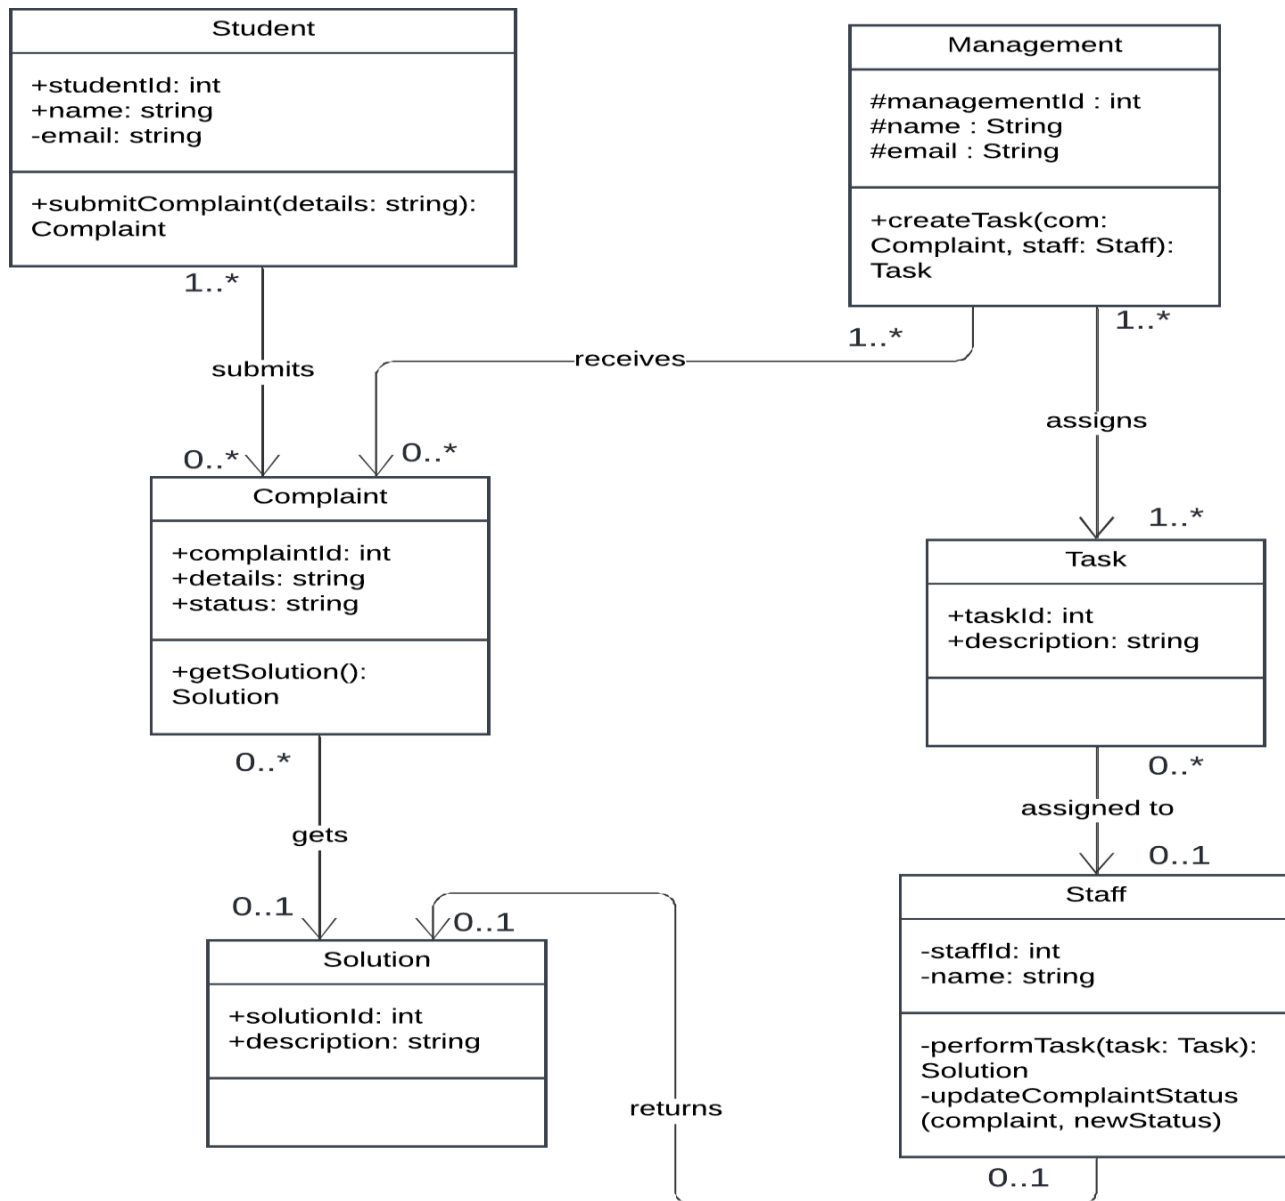 Student
+studentId: int
+name: string
-email: string
+submitComplaint(details: string):
Complaint
1..*
submits
0..*
Management
#managementId : int
#name : String
#email : String
+createTask(com:
Complaint, staff: Staff):
Task
1..*
receives
0..*
1..*
assigns
1..*
Complaint
+complaintId: int
+details: string
+status: string
+getSolution():
Solution
0..*
gets
0..1
Task
+taskId: int
+description: string
0..*
assigned to
0..1
Solution
+solutionId: int
+description: string
0..1
returns
0..1
Staff
-staffId: int
-name: string
-performTask(task: Task):
Solution
-updateComplaintStatus
(complaint, newStatus)